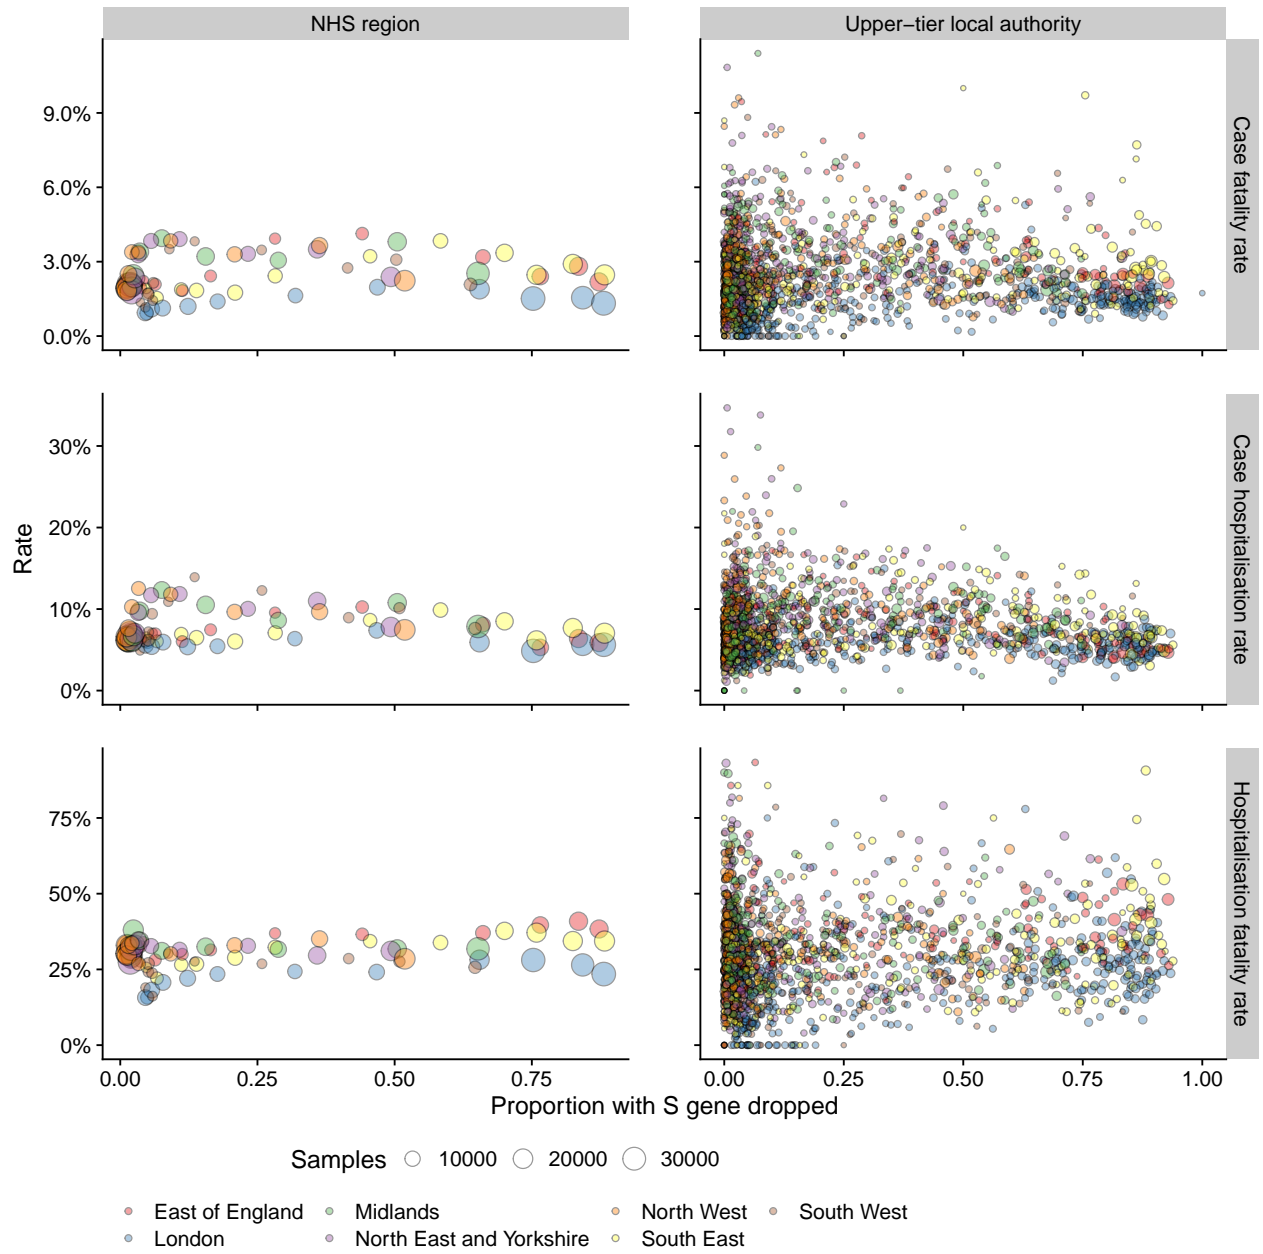 NHS region
Upper−tier local authority
9.0%
6.0%
3.0%
0.0%
Case fatality rate
30%
20%
10%
0%
Case hospitalisation rate
75%
50%
25%
0%
Hospitalisation fatality rate
Rate
0.00 0.25 0.50 0.75
0.00 0.25 0.50 0.75 1.00
Proportion with S gene dropped
Samples 10000 20000 30000
East of England Midlands North West South West
London North East and Yorkshire South East